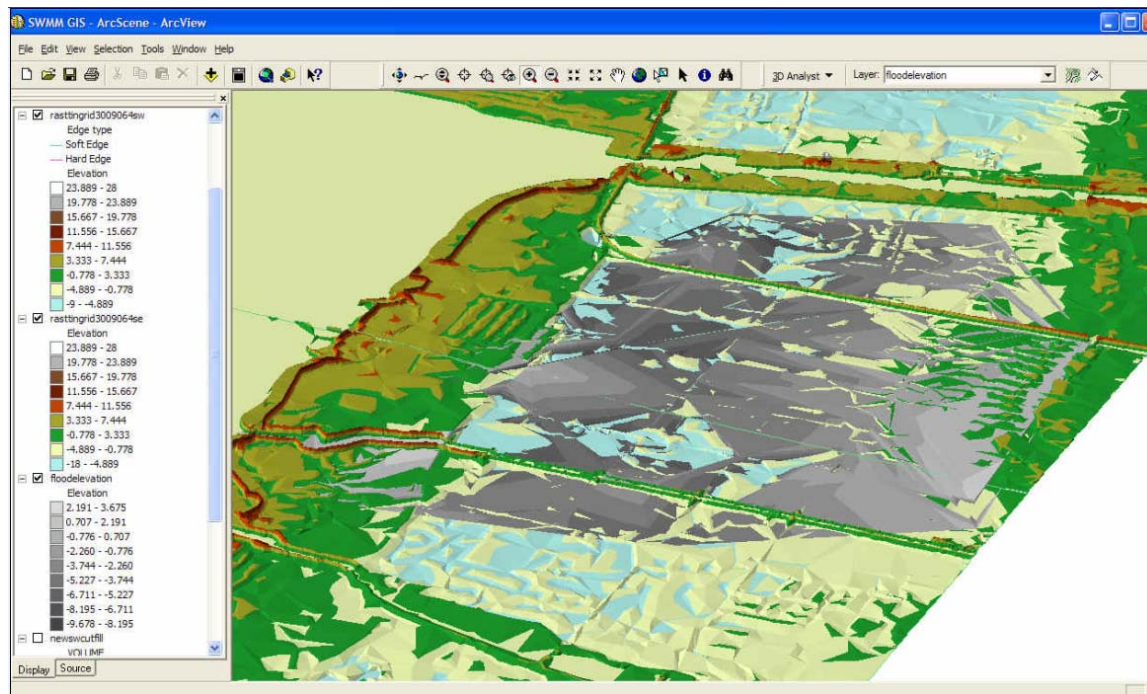 SWMM GIS - ArcScene - ArcView
File Edit View Selection Tools Window Help
3D Analyst Layer: floodelevation
rasttingrid3009064sw
Edge type
Soft Edge
Hard Edge
Elevation
23.889 - 28
19.778 - 23.889
15.667 - 19.778
11.556 - 15.667
7.444 - 11.556
3.333 - 7.444
-0.778 - 3.333
-4.889 - -0.778
-9 - -4.889
rasttingrid3009064se
Elevation
23.889 - 28
19.778 - 23.889
15.667 - 19.778
11.556 - 15.667
7.444 - 11.556
3.333 - 7.444
-0.778 - 3.333
-4.889 - -0.778
-18 - -4.889
floodelevation
Elevation
2.191 - 3.675
0.707 - 2.191
-0.776 - 0.707
-2.260 - -0.776
-3.744 - -2.260
-5.227 - -3.744
-6.711 - -5.227
-8.195 - -6.711
-9.678 - -8.195
newswcutfill
VOLUME
Display Source